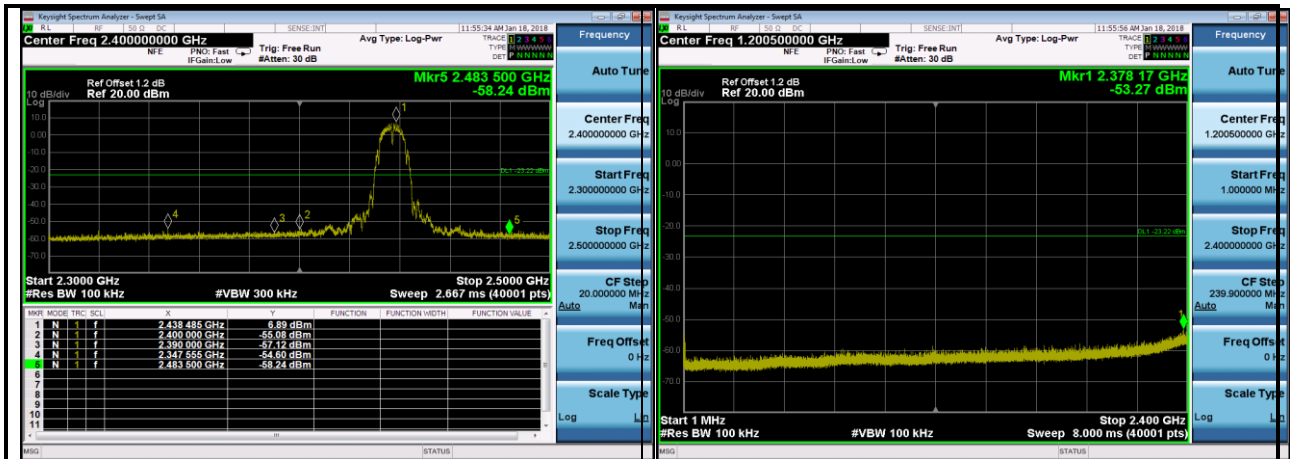 Keysight Spectrum Analyzer - Swept SA
RL RF 50 Ω DC SENSE:INT 11:55:34 AM Jan 18, 2018
Center Freq 2.400000000 GHz
NFE PNO: Fast IFGain:Low
Trig: Free Run
#Atten: 30 dB
Avg Type: Log-Pwr
TRACE 1 2 3 4 5 6
TYPE MWWWWW
DET P N N N N N
Mkr5 2.483 500 GHz
-58.24 dBm
Ref Offset 1.2 dB
10 dB/div Ref 20.00 dBm
Log
10.0
0.00
-10.0
-20.0
-30.0
-40.0
-50.0
-60.0
-70.0
DL1 -23.22 dBm
1
2
3
4
5
Start 2.3000 GHz Stop 2.5000 GHz
#Res BW 100 kHz #VBW 300 kHz Sweep 2.667 ms (40001 pts)
MKR MODE TRC SCL X Y FUNCTION FUNCTION WIDTH FUNCTION VALUE
1 N 1 f 2.438 485 GHz 6.89 dBm
2 N 1 f 2.400 000 GHz -55.08 dBm
3 N 1 f 2.390 000 GHz -57.12 dBm
4 N 1 f 2.347 555 GHz -54.60 dBm
5 N 1 f 2.483 500 GHz -58.24 dBm
6
7
8
9
10
11
MSG STATUS
Frequency
Auto Tune
Center Freq
2.400000000 GHz
Start Freq
2.300000000 GHz
Stop Freq
2.500000000 GHz
CF Step
20.000000 MHz
Auto Man
Freq Offset
0 Hz
Scale Type
Log Lin
Keysight Spectrum Analyzer - Swept SA
RL RF 50 Ω DC SENSE:INT 11:55:56 AM Jan 18, 2018
Center Freq 1.200500000 GHz
NFE PNO: Fast IFGain:Low
Trig: Free Run
#Atten: 30 dB
Avg Type: Log-Pwr
TRACE 1 2 3 4 5 6
TYPE MWWWWW
DET P N N N N N
Mkr1 2.378 17 GHz
-53.27 dBm
Ref Offset 1.2 dB
10 dB/div Ref 20.00 dBm
Log
10.0
0.00
-10.0
-20.0
-30.0
-40.0
-50.0
-60.0
-70.0
DL1 -23.22 dBm
1
Start 1 MHz Stop 2.400 GHz
#Res BW 100 kHz #VBW 100 kHz Sweep 8.000 ms (40001 pts)
MSG STATUS
Frequency
Auto Tune
Center Freq
1.200500000 GHz
Start Freq
1.000000 MHz
Stop Freq
2.400000000 GHz
CF Step
239.900000 MHz
Auto Man
Freq Offset
0 Hz
Scale Type
Log Lin